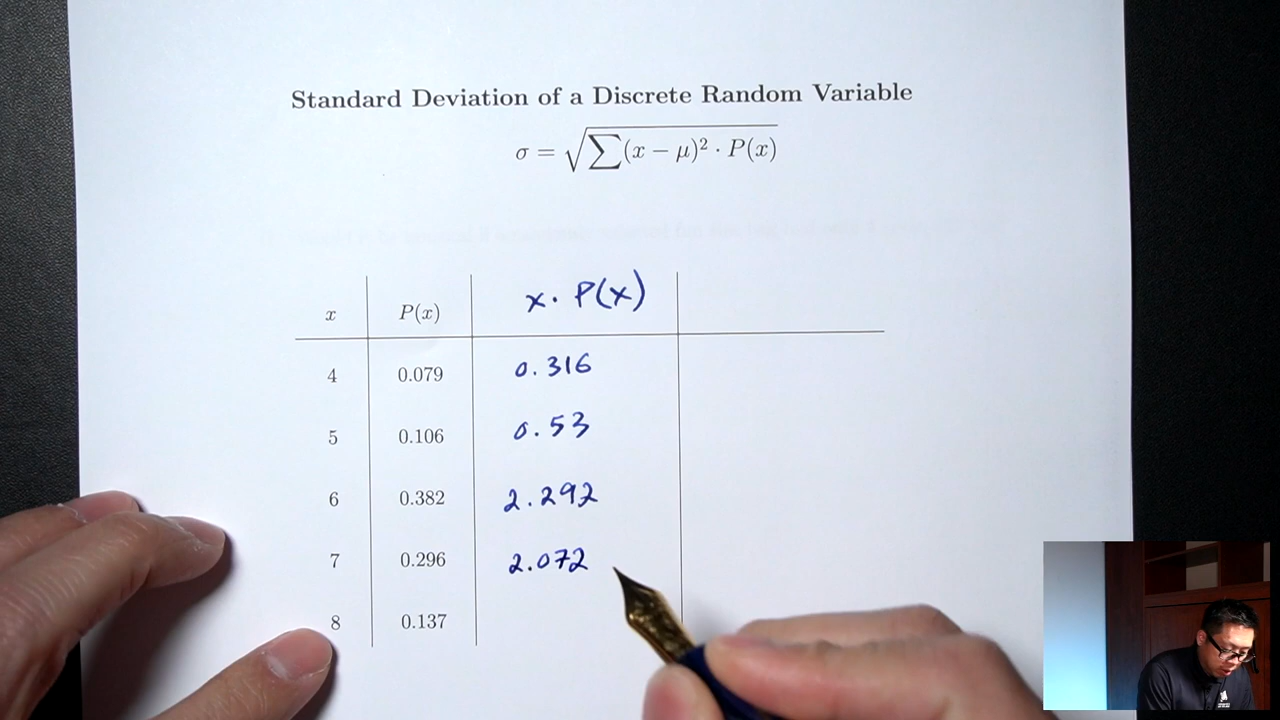 Standard Deviation of a Discrete Random Variable
σ = √∑(x − μ)² · P(x)
x P(x) x · P(x)
4 0.079 0.316
5 0.106 0.53
6 0.382 2.292
7 0.296 2.072
8 0.137